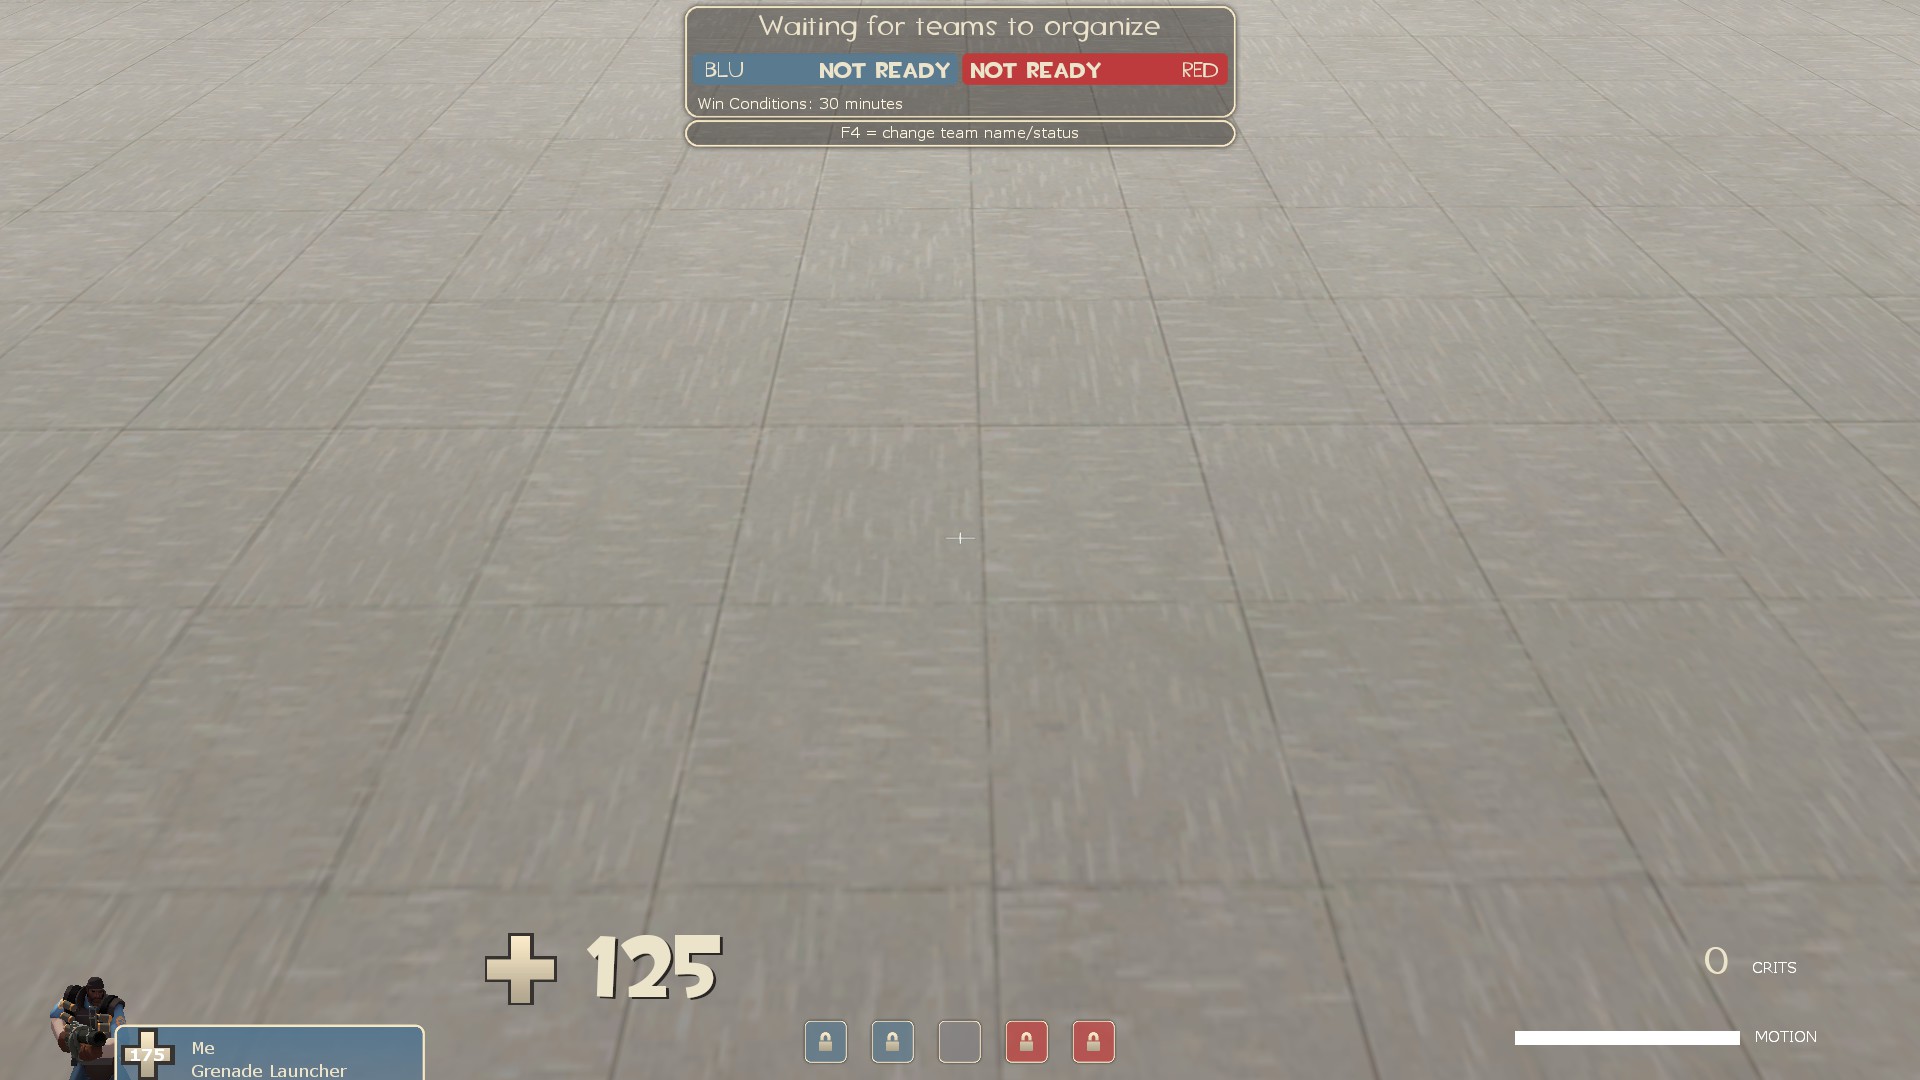 Waiting for teams to organize
BLU NOT READY NOT READY RED
Win Conditions: 30 minutes
F4 = change team name/status
125
0 CRITS
MOTION
175
Me
Grenade Launcher